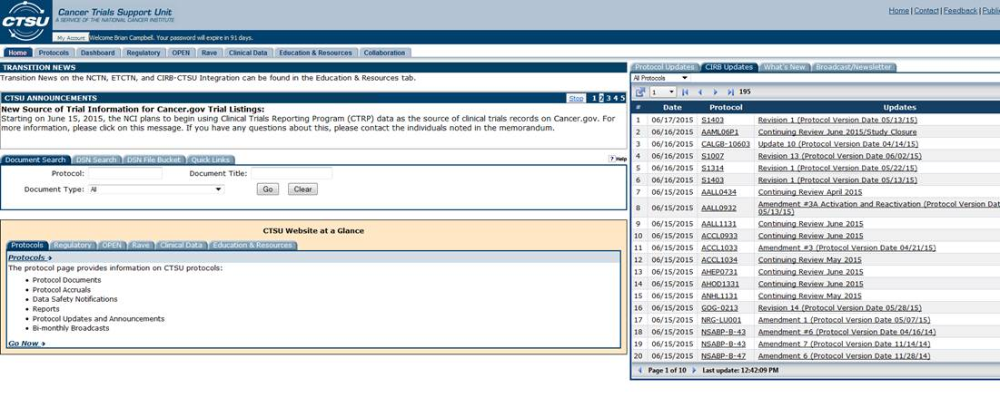 CTSU
Cancer Trials Support Unit
A SERVICE OF THE NATIONAL CANCER INSTITUTE
Home | Contact | Feedback | Publi
My Account Welcome Brian Campbell. Your password will expire in 91 days.
Home Protocols Dashboard Regulatory OPEN Rave Clinical Data Education & Resources Collaboration
TRANSITION NEWS
Transition News on the NCTN, ETCTN, and CIRB-CTSU Integration can be found in the Education & Resources tab.
CTSU ANNOUNCEMENTS
Stop 1 2 3 4 5
New Source of Trial Information for Cancer.gov Trial Listings:
Starting on June 15, 2015, the NCI plans to begin using Clinical Trials Reporting Program (CTRP) data as the source of clinical trials records on Cancer.gov. For
more information, please click on this message. If you have any questions about this, please contact the individuals noted in the memorandum.
Document Search DSN Search DSN File Bucket Quick Links
? Help
Protocol: Document Title:
Document Type: All Go Clear
CTSU Website at a Glance
Protocols Regulatory OPEN Rave Clinical Data Education & Resources
Protocols
The protocol page provides information on CTSU protocols:
• Protocol Documents
• Protocol Accruals
• Data Safety Notifications
• Reports
• Protocol Updates and Announcements
• Bi-monthly Broadcasts
Go Now
Protocol Updates CIRB Updates What's New Broadcast/Newsletter
All Protocols
1 195
# Date Protocol Updates
1 06/17/2015 S1403 Revision 1 (Protocol Version Date 05/13/15)
2 06/16/2015 AAML06P1 Continuing Review June 2015/Study Closure
3 06/16/2015 CALGB-10603 Update 10 (Protocol Version Date 04/14/15)
4 06/16/2015 S1007 Revision 13 (Protocol Version Date 06/02/15)
5 06/16/2015 S1314 Revision 1 (Protocol Version Date 05/22/15)
6 06/16/2015 S1403 Revision 1 (Protocol Version Date 05/13/15)
7 06/15/2015 AALL0434 Continuing Review April 2015
8 06/15/2015 AALL0932 Amendment #3A Activation and Reactivation (Protocol Version Dat
05/13/15)
9 06/15/2015 AALL1131 Continuing Review June 2015
10 06/15/2015 ACCL0933 Continuing Review June 2015
11 06/15/2015 ACCL1033 Amendment #3 (Protocol Version Date 04/21/15)
12 06/15/2015 ACCL1034 Continuing Review May 2015
13 06/15/2015 AHEP0731 Continuing Review June 2015
14 06/15/2015 AHOD1331 Continuing Review June 2015
15 06/15/2015 ANHL1131 Continuing Review May 2015
16 06/15/2015 GOG-0213 Revision 14 (Protocol Version Date 05/28/15)
17 06/15/2015 NRG-LU001 Amendment 1 (Protocol Version Date 05/07/15)
18 06/15/2015 NSABP-B-43 Amendment #6 (Protocol Version Date 04/16/14)
19 06/15/2015 NSABP-B-43 Amendment 7 (Protocol Version Date 11/14/14)
20 06/15/2015 NSABP-B-47 Amendment 6 (Protocol Version Date 11/28/14)
Page 1 of 10 Last update: 12:42:09 PM